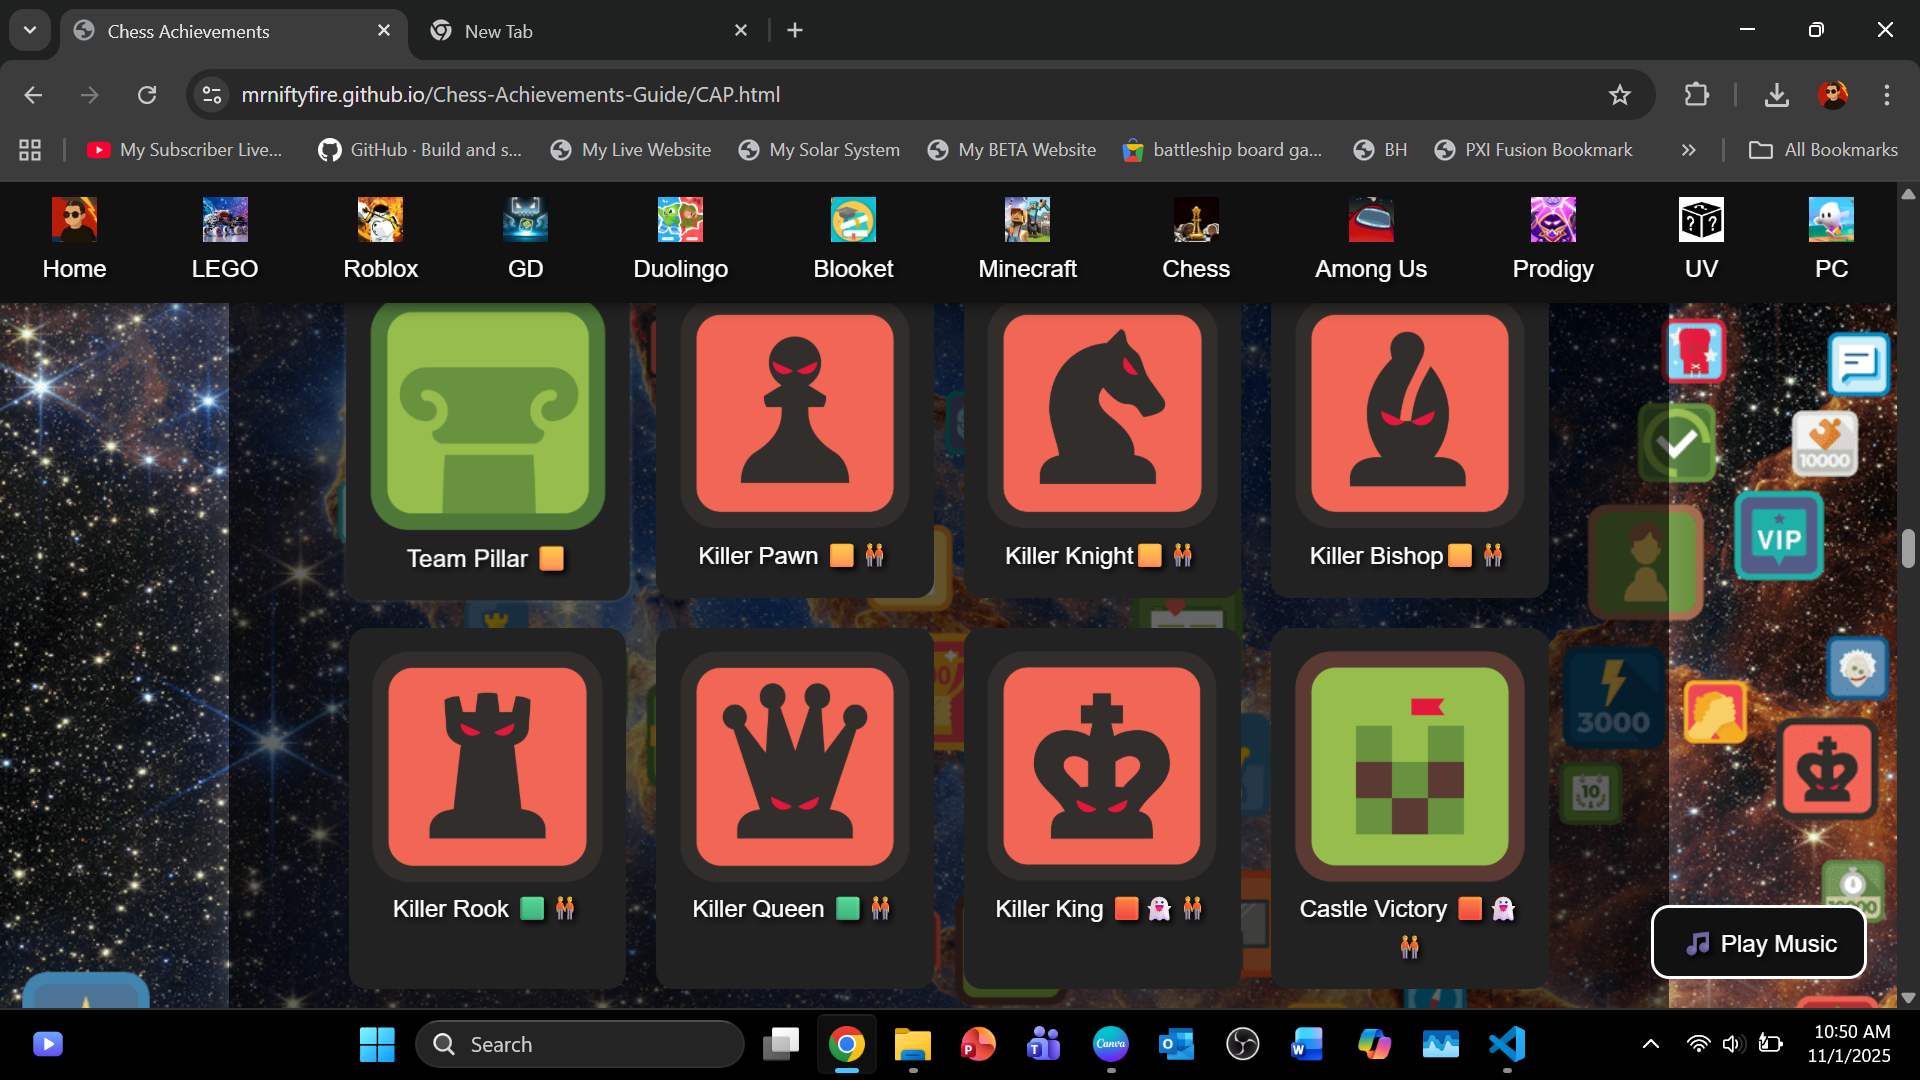 Chess Achievements
New Tab
mrniftyfire.github.io/Chess-Achievements-Guide/CAP.html
My Subscriber Live...
GitHub · Build and s...
My Live Website
My Solar System
My BETA Website
battleship board ga...
BH
PXI Fusion Bookmark
All Bookmarks
Home
LEGO
Roblox
GD
Duolingo
Blooket
Minecraft
Chess
Among Us
Prodigy
UV
PC
10000
VIP
3000
10
Team Pillar
Killer Pawn
Killer Knight
Killer Bishop
Killer Rook
Killer Queen
Killer King
Castle Victory
Play Music
Search
Canva
10:50 AM
11/1/2025